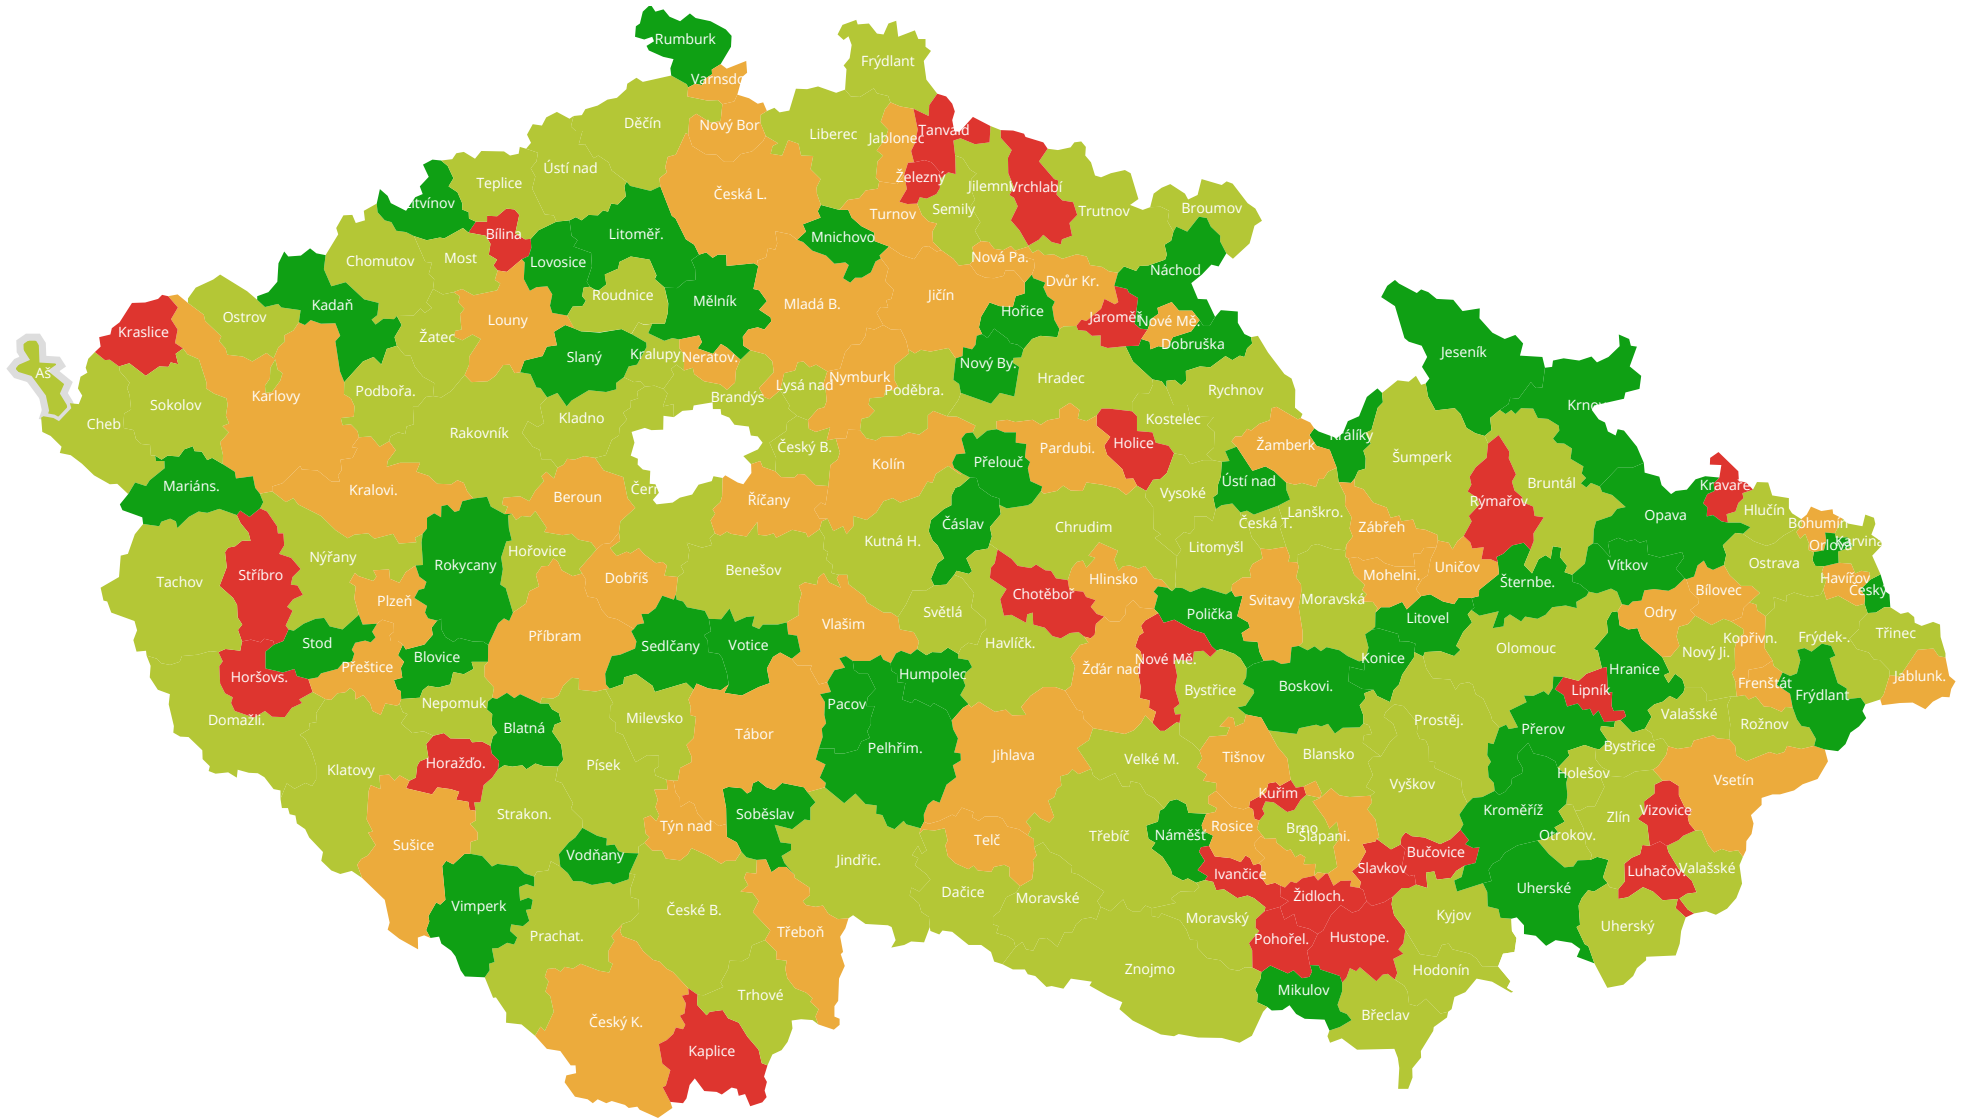 Rumburk
Frýdlant
Varnsdo
Děčín
Nový Bor
Liberec
Jablonec
Tanvald
Ústí nad
Teplice
Železný
Jilemni
Vrchlabí
Česká L.
Litvínov
Semily
Turnov
Trutnov
Broumov
Bílina
Litoměř.
Mnichovo
Chomutov
Most
Lovosice
Nová Pa.
Náchod
Dvůr Kr.
Roudnice
Mělník
Mladá B.
Jičín
Kadaň
Hořice
Ostrov
Louny
Jaroměř
Nové Mě.
Kraslice
Žatec
Dobruška
Slaný
Kralupy
Neratov.
Jeseník
Nový By.
Aš
Nymburk
Lysá nad
Poděbra.
Hradec
Rychnov
Karlovy
Podbořa.
Brandýs
Sokolov
Krnov
Cheb
Kladno
Kostelec
Rakovník
Český B.
Pardubi.
Holice
Žamberk
Králíky
Šumperk
Kolín
Přelouč
Mariáns.
Kralovi.
Beroun
Čern
Říčany
Vysoké
Ústí nad
Bruntál
Kravaře
Rýmařov
Hlučín
Lanškro.
Opava
Čáslav
Chrudim
Česká T.
Zábřeh
Bohumín
Kutná H.
Litomyšl
Orlová
Karviná
Hořovice
Nýřany
Rokycany
Benešov
Vítkov
Ostrava
Stříbro
Dobříš
Hlinsko
Mohelni.
Uničov
Havířov
Tachov
Šternbe.
Český
Bílovec
Plzeň
Chotěboř
Svitavy
Moravská
Světlá
Polička
Odry
Litovel
Vlašim
Příbram
Kopřivn.
Frýdek-.
Třinec
Stod
Sedlčany
Votice
Havlíčk.
Olomouc
Nový Ji.
Blovice
Nové Mě.
Konice
Přeštice
Žďár nad
Hranice
Horšovs.
Humpolec
Jablunk.
Boskovi.
Bystřice
Lipník
Frenštát
Frýdlant
Nepomuk
Pacov
Domažli.
Milevsko
Prostěj.
Valašské
Rožnov
Blatná
Přerov
Tábor
Pelhřim.
Bystřice
Jihlava
Velké M.
Tišnov
Blansko
Klatovy
Horažďo.
Písek
Holešov
Vsetín
Vyškov
Kuřim
Strakon.
Soběslav
Kroměříž
Vizovice
Zlín
Týn nad
Rosice
Brno
Šlapani.
Třebíč
Náměšť
Otrokov.
Telč
Sušice
Vodňany
Jindřic.
Bučovice
Slavkov
Valašské
Luhačov.
Ivančice
Uherské
Dačice
Moravské
Židloch.
Vimperk
České B.
Kyjov
Moravský
Uherský
Třeboň
Prachat.
Pohořel.
Hustope.
Znojmo
Hodonín
Mikulov
Trhové
Břeclav
Český K.
Kaplice